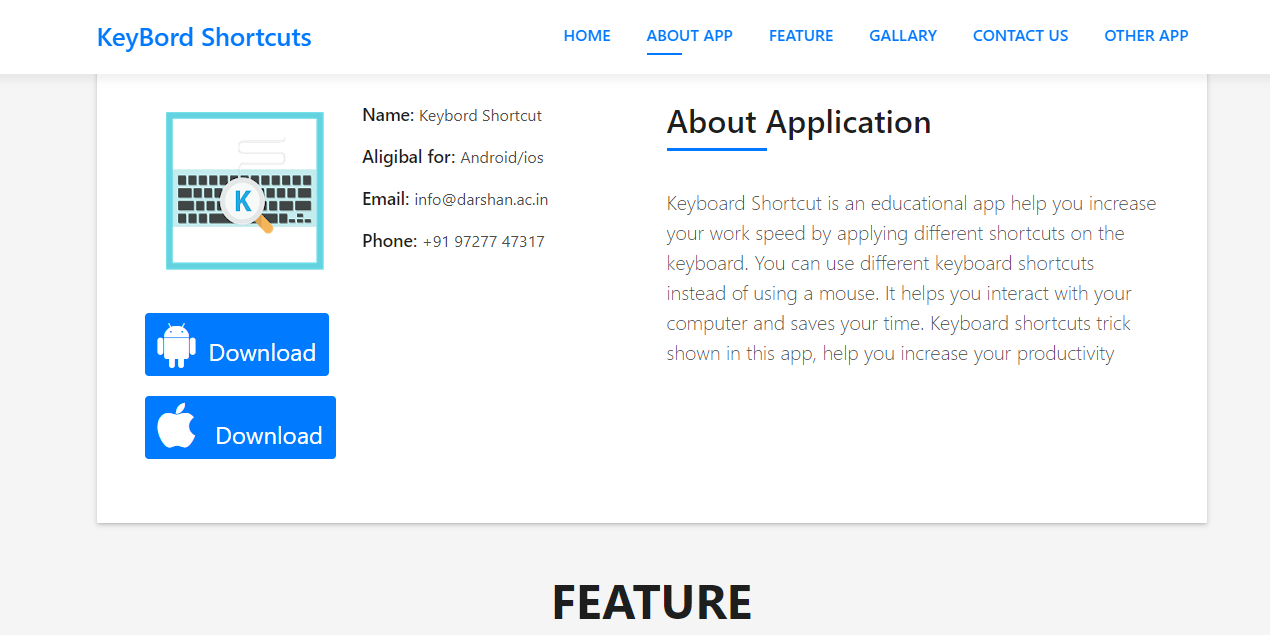 KeyBord Shortcuts
HOME ABOUT APP FEATURE GALLARY CONTACT US OTHER APP
K
Name: Keybord Shortcut
Aligibal for: Android/ios
Email: info@darshan.ac.in
Phone: +91 97277 47317
Download
Download
About Application
Keyboard Shortcut is an educational app help you increase
your work speed by applying different shortcuts on the
keyboard. You can use different keyboard shortcuts
instead of using a mouse. It helps you interact with your
computer and saves your time. Keyboard shortcuts trick
shown in this app, help you increase your productivity
FEATURE